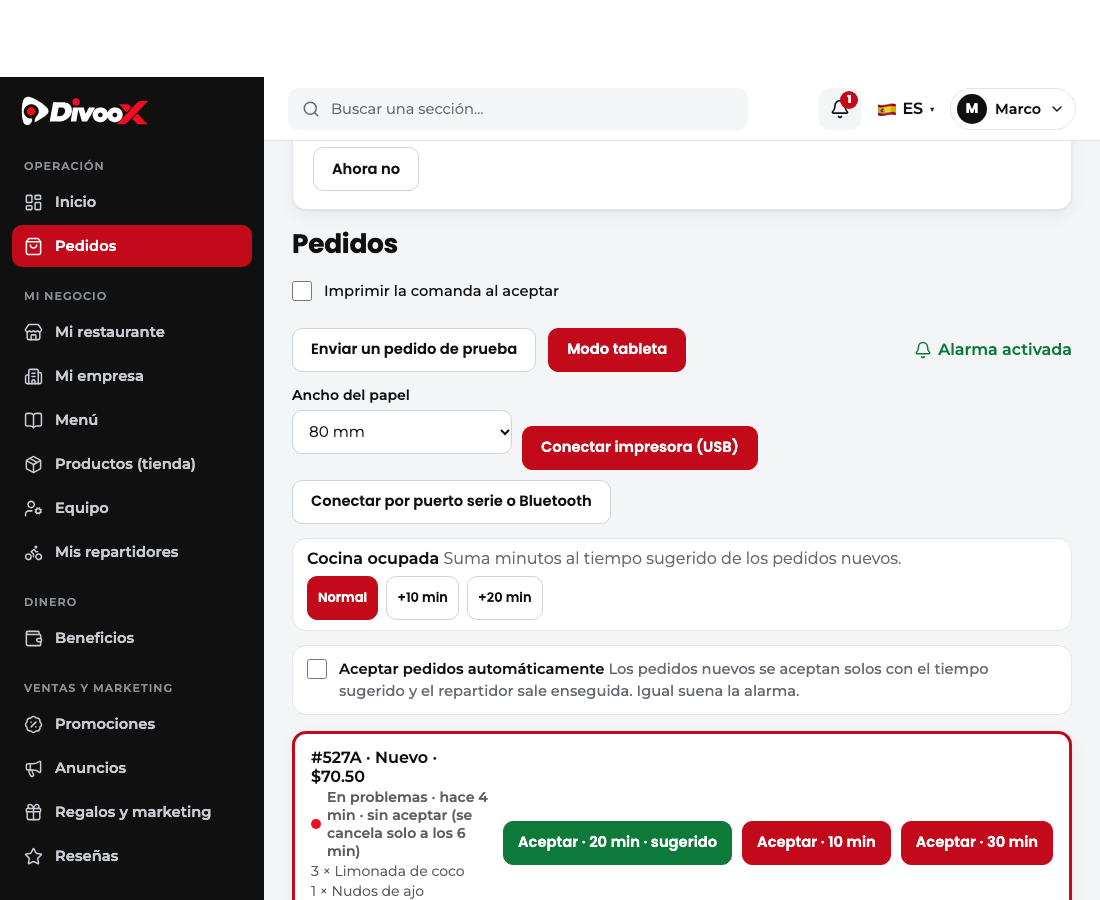 DivooX
Buscar una sección...
1
ES
M
Marco
OPERACIÓN
Inicio
Pedidos
MI NEGOCIO
Mi restaurante
Mi empresa
Menú
Productos (tienda)
Equipo
Mis repartidores
DINERO
Beneficios
VENTAS Y MARKETING
Promociones
Anuncios
Regalos y marketing
Reseñas
Ahora no
Pedidos
Imprimir la comanda al aceptar
Enviar un pedido de prueba
Modo tableta
Alarma activada
Ancho del papel
80 mm
Conectar impresora (USB)
Conectar por puerto serie o Bluetooth
Cocina ocupada Suma minutos al tiempo sugerido de los pedidos nuevos.
Normal
+10 min
+20 min
Aceptar pedidos automáticamente Los pedidos nuevos se aceptan solos con el tiempo
sugerido y el repartidor sale enseguida. Igual suena la alarma.
#527A · Nuevo ·
$70.50
En problemas · hace 4
min · sin aceptar (se
cancela solo a los 6
min)
3 × Limonada de coco
1 × Nudos de ajo
Aceptar · 20 min · sugerido
Aceptar · 10 min
Aceptar · 30 min